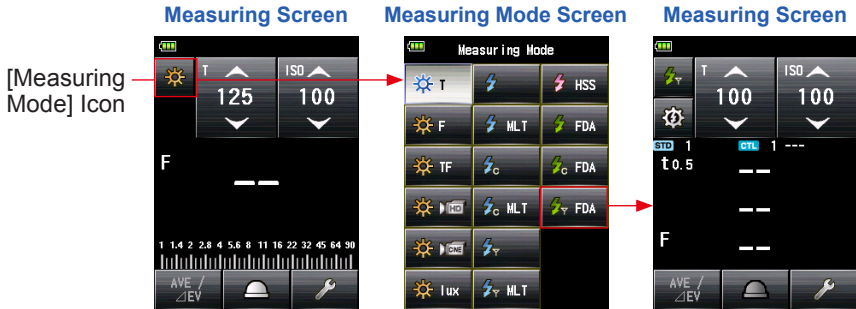 Measuring Screen
Measuring Mode Screen
Measuring Screen
[Measuring
Mode] Icon
T
125
ISO
100
F
-- 
1 1.4 2 2.8 4 5.6 8 11 16 22 32 45 64 90
AVE /
⊿EV
Measuring Mode
T
HSS
F
MLT
FDA
TF
C
C FDA
HD
C MLT
Y FDA
CINE
Y
lux
Y MLT
Y
T
100
ISO
100
STD 1
CTL 1 ---
t0.5
--
--
F
--
AVE /
⊿EV